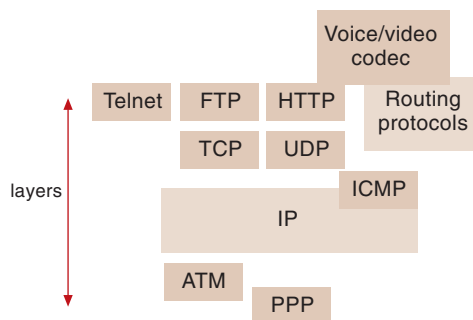 Voice/video
codec
Telnet
FTP
HTTP
Routing
protocols
TCP
UDP
layers
ICMP
IP
ATM
PPP